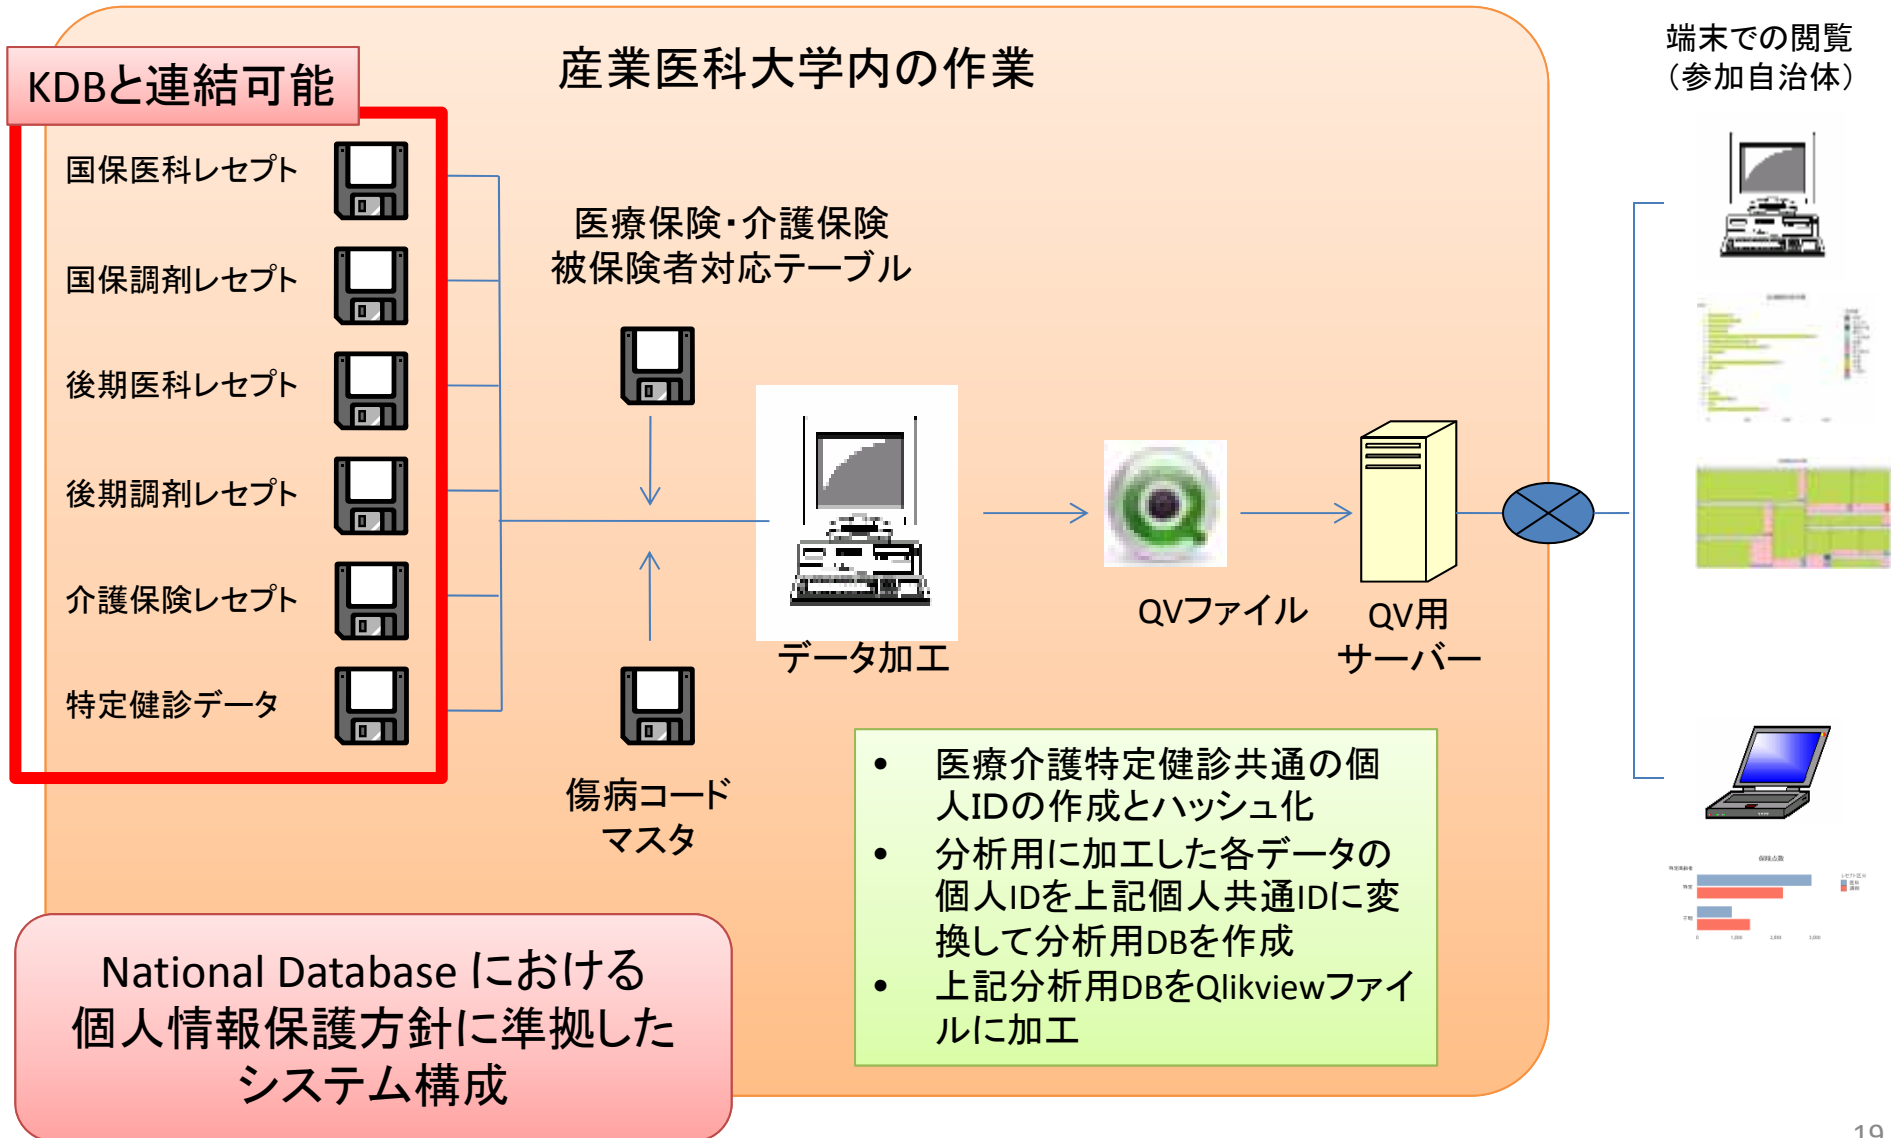 産業医科大学内の作業
KDBと連結可能
国保医科レセプト
国保調剤レセプト
後期医科レセプト
後期調剤レセプト
介護保険レセプト
特定健診データ
医療保険・介護保険
被保険者対応テーブル
傷病コード
マスタ
データ加工
QVファイル
QV用
サーバー
端末での閲覧
（参加自治体）
• 医療介護特定健診共通の個
人IDの作成とハッシュ化
• 分析用に加工した各データの
個人IDを上記個人共通IDに変
換して分析用DBを作成
• 上記分析用DBをQlikviewファイ
ルに加工
National Database における
個人情報保護方針に準拠した
システム構成
保険点数
0 1,000 2,000 3,000
19